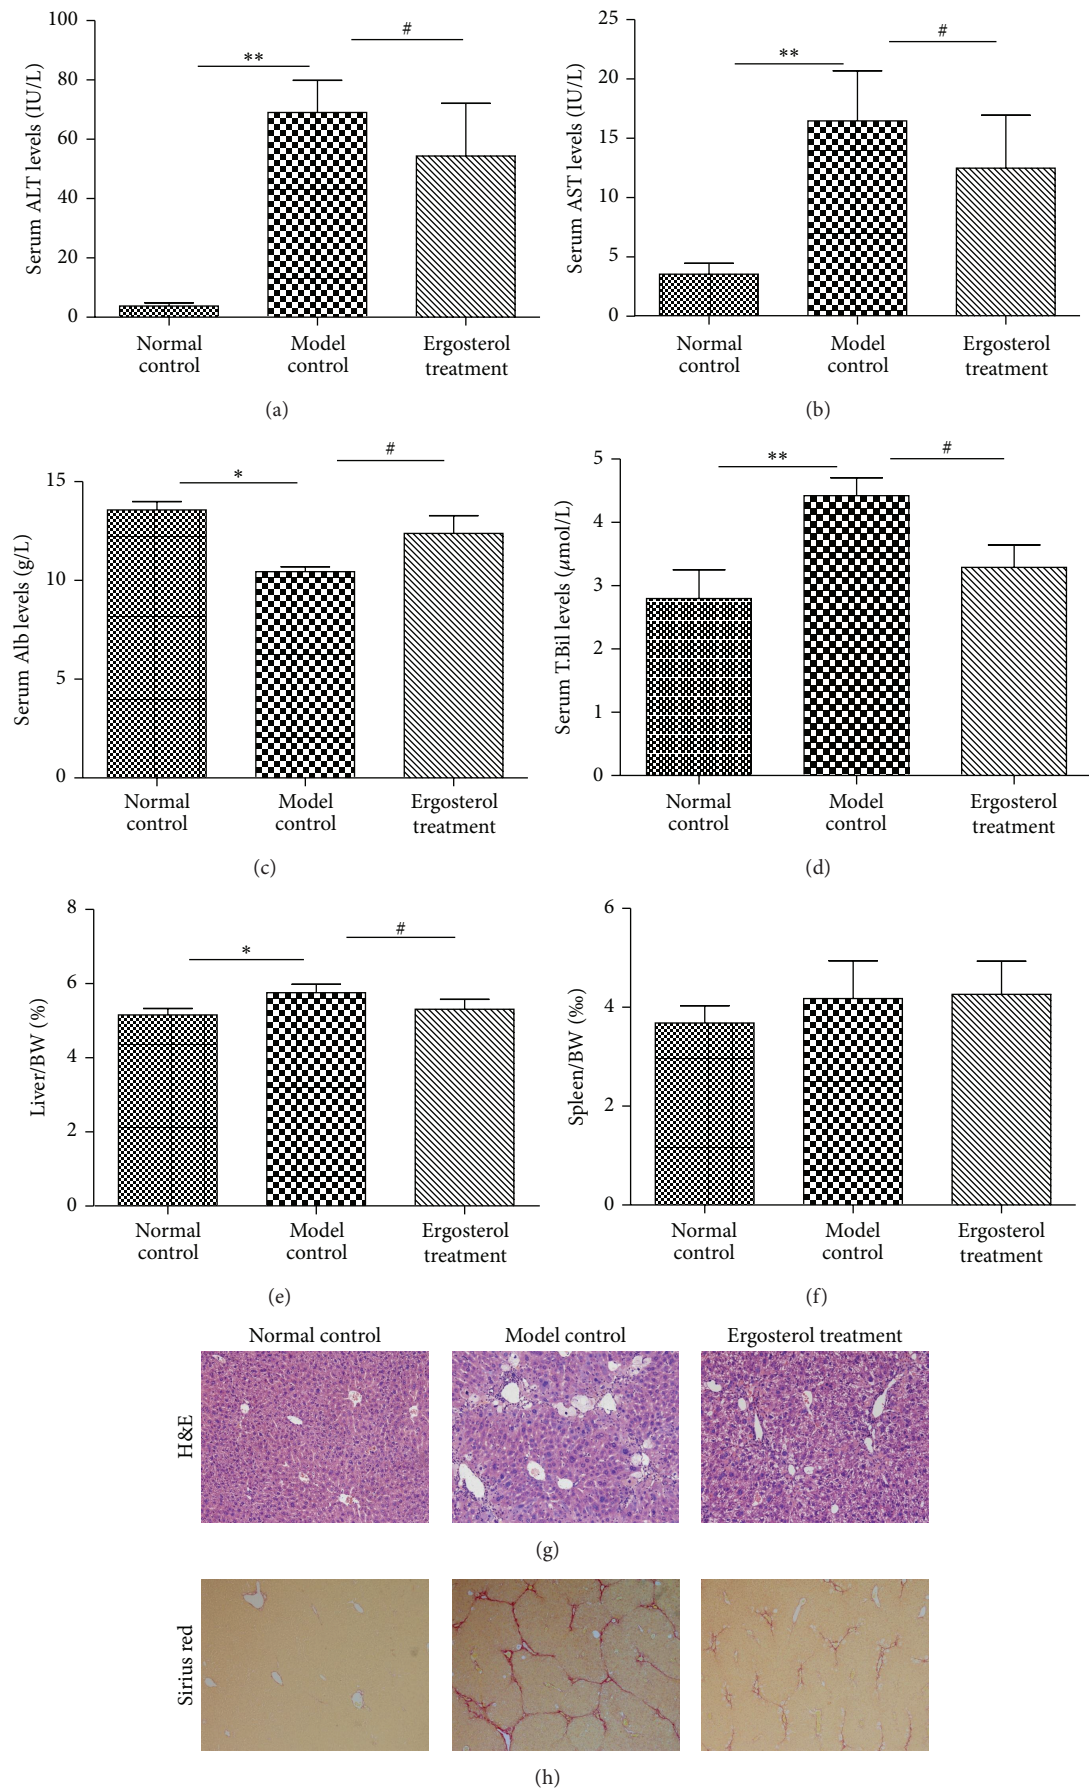 Serum ALT levels (IU/L)
100
80
60
40
20
0
**
#
Normal
control
Model
control
Ergosterol
treatment
(a)
Serum AST levels (IU/L)
25
20
15
10
5
0
**
#
Normal
control
Model
control
Ergosterol
treatment
(b)
Serum Alb levels (g/L)
15
10
5
0
*
#
Normal
control
Model
control
Ergosterol
treatment
(c)
Serum T.Bil levels (μmol/L)
5
4
3
2
1
0
**
#
Normal
control
Model
control
Ergosterol
treatment
(d)
Liver/BW (%)
8
6
4
2
0
*
#
Normal
control
Model
control
Ergosterol
treatment
(e)
Spleen/BW (‰)
6
4
2
0
Normal
control
Model
control
Ergosterol
treatment
(f)
Normal control
Model control
Ergosterol treatment
H&E
(g)
Sirius red
(h)